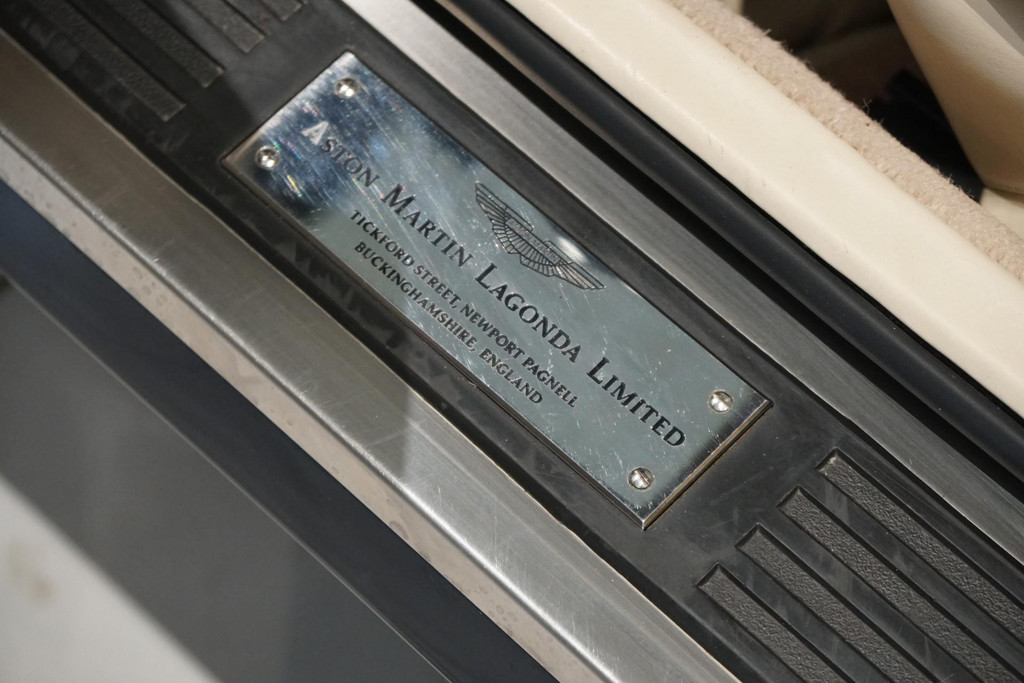 ASTON MARTIN LAGONDA LIMITED
TICKFORD STREET, NEWPORT PAGNELL
BUCKINGHAMSHIRE, ENGLAND